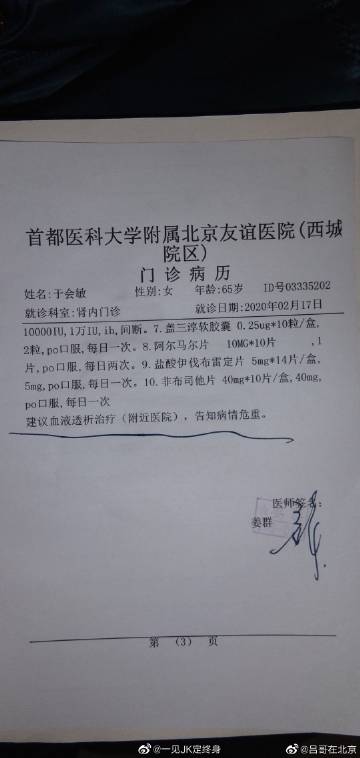 首都医科大学附属北京友谊医院(西城
院区)
门诊病历
姓名:于会敏 性别:女 年龄:65岁 ID号03335202
就诊科室:肾内门诊 就诊日期:2020年02月17日
10000IU,1万IU,ih,间断。7.盖三淳软胶囊 0.25ug*10粒/盒,
2粒,po口服,每日一次。8.阿尔马尔片 10MG*10片 ,1
片,po口服,每日两次。9.盐酸伊伐布雷定片 5mg*14片/盒,
5mg,po口服,每日一次。10.非布司他片 40mg*10片/盒,40mg,
po口服,每日一次
建议血液透析治疗(附近医院),告知病情危重。
医师签名:
姜群
第 (3) 页
@一见JK定终身
@吕哥在北京